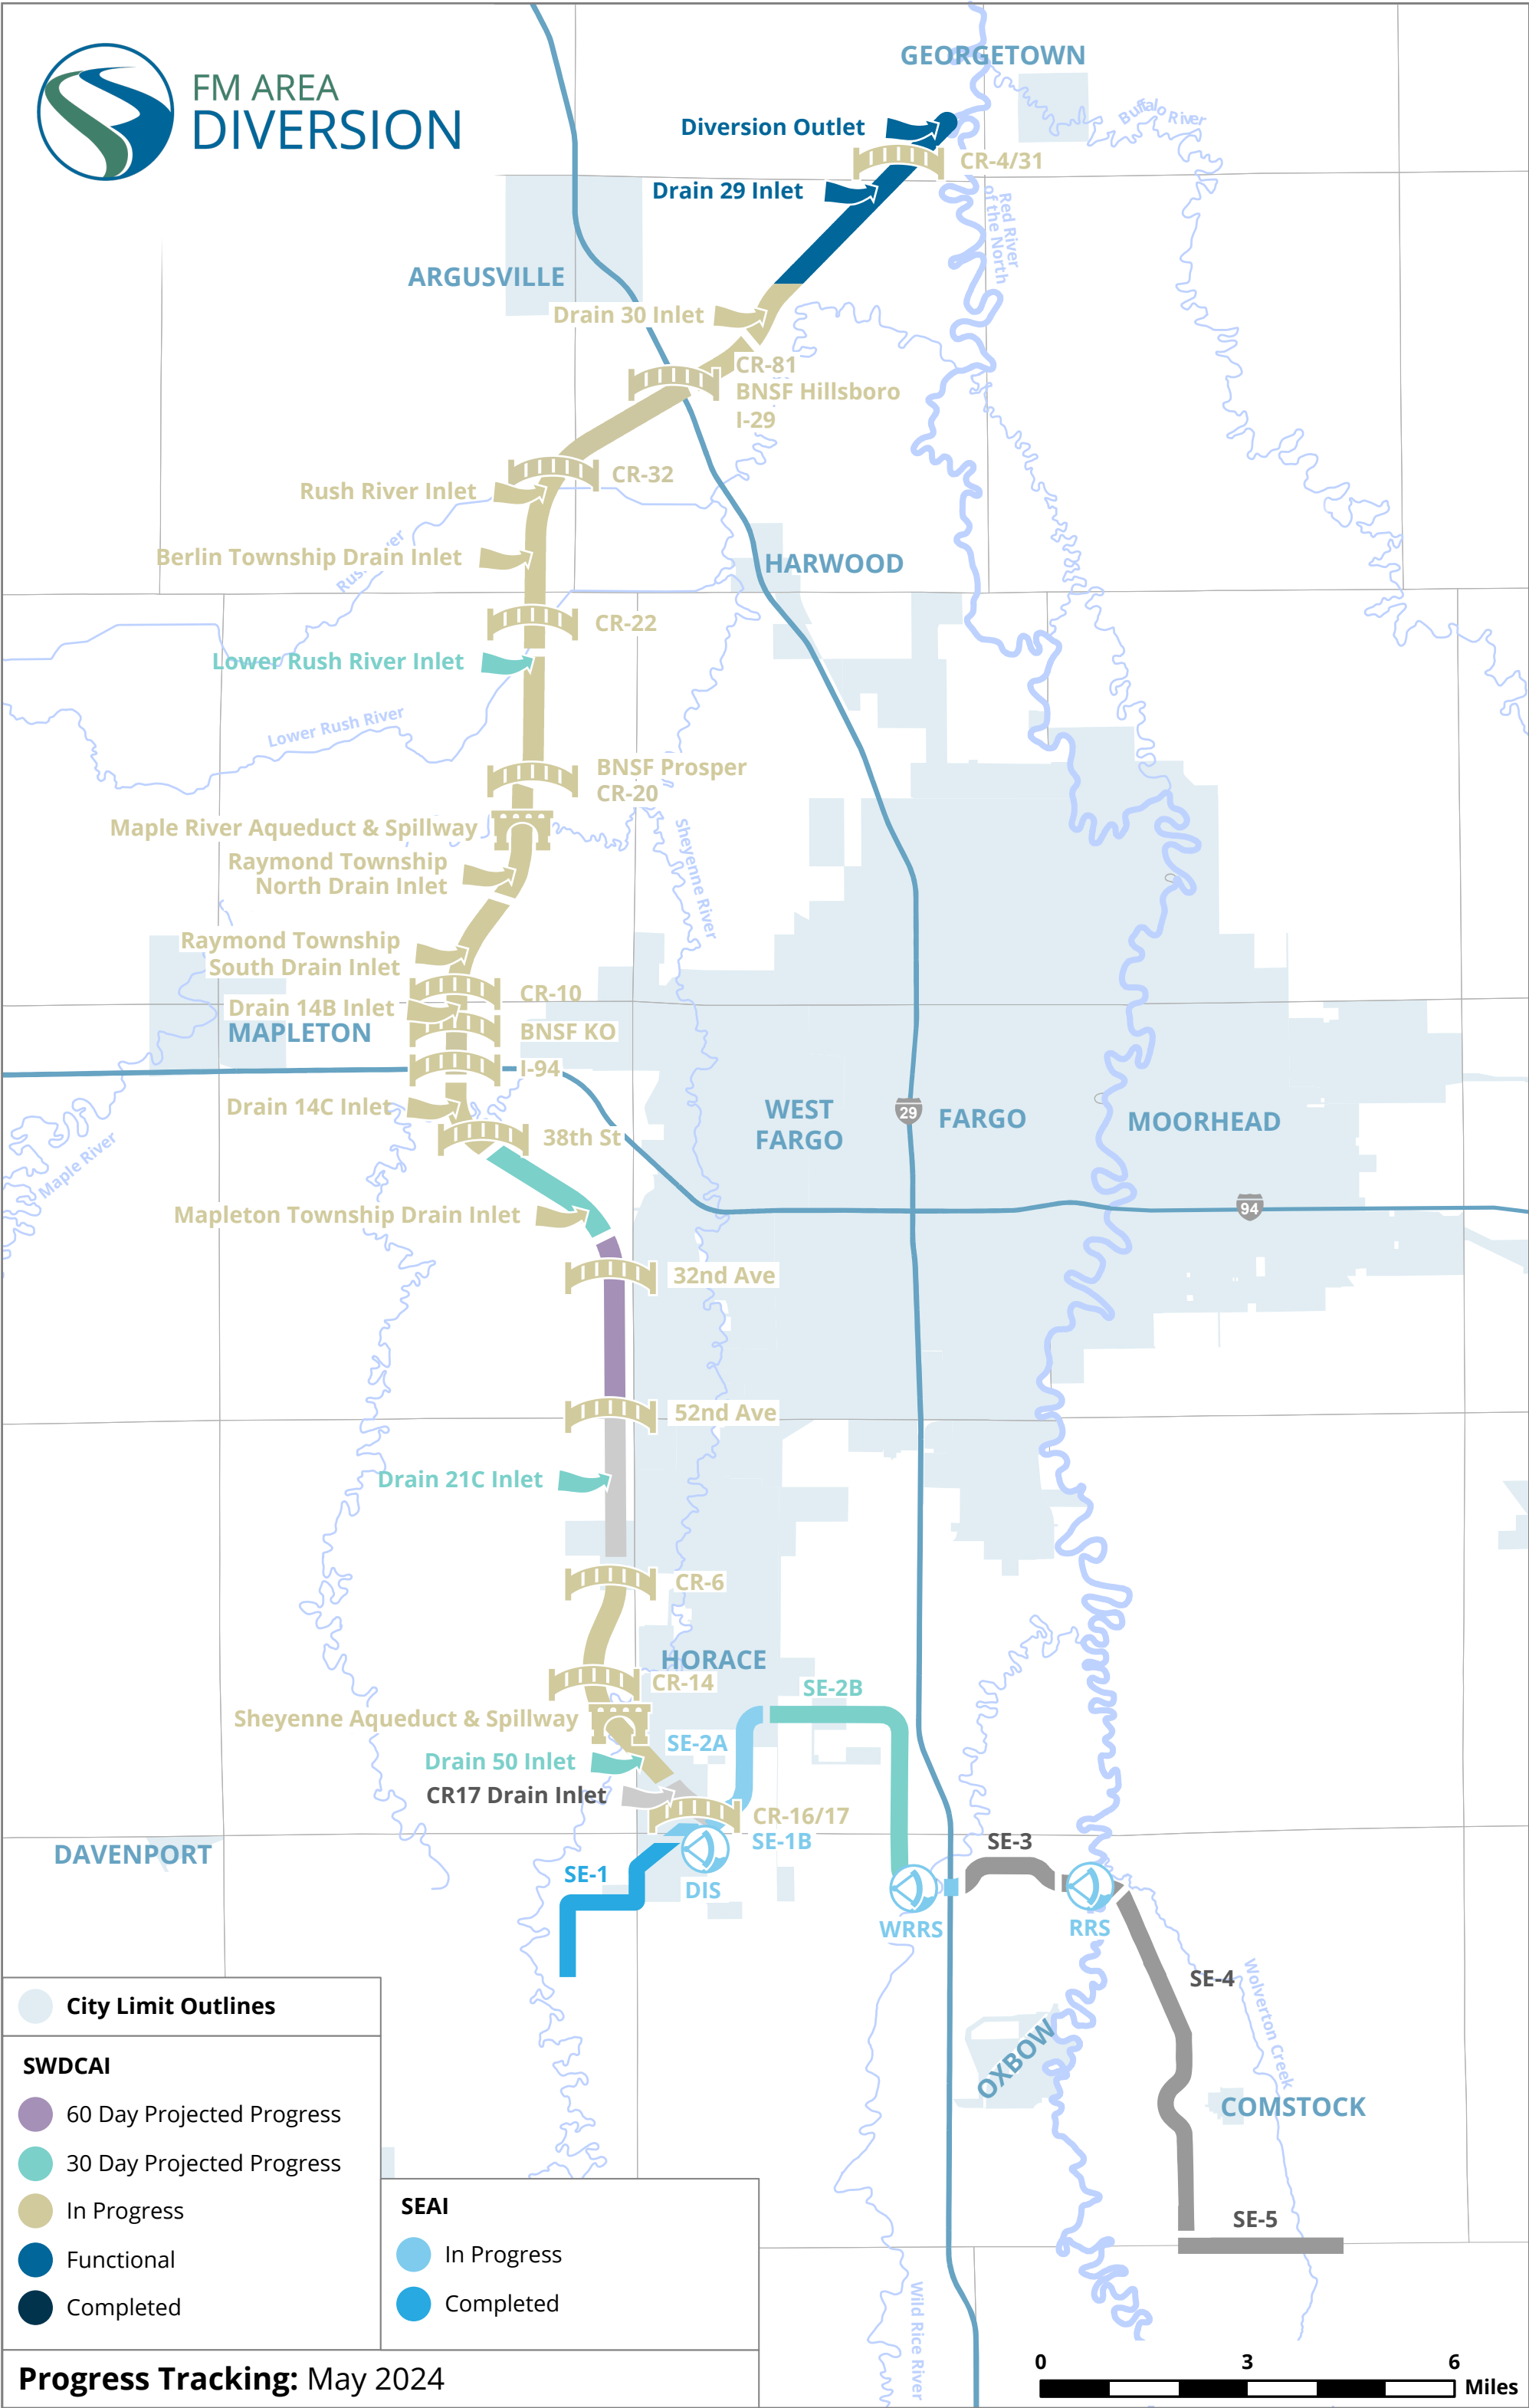 FM AREA
DIVERSION
GEORGETOWN
Buffalo River
Diversion Outlet
CR-4/31
Drain 29 Inlet
Red River
of the North
ARGUSVILLE
Drain 30 Inlet
CR-81
BNSF Hillsboro
I-29
CR-32
Rush River Inlet
Berlin Township Drain Inlet
HARWOOD
CR-22
Lower Rush River Inlet
Lower Rush River
BNSF Prosper
CR-20
Maple River Aqueduct & Spillway
Sheyenne River
Raymond Township
North Drain Inlet
Raymond Township
South Drain Inlet
CR-10
Drain 14B Inlet
MAPLETON
BNSF KO
I-94
Drain 14C Inlet
WEST
FARGO
29
FARGO
MOORHEAD
38th St
Maple River
Mapleton Township Drain Inlet
94
32nd Ave
52nd Ave
Drain 21C Inlet
CR-6
HORACE
CR-14
SE-2B
Sheyenne Aqueduct & Spillway
SE-2A
Drain 50 Inlet
CR17 Drain Inlet
CR-16/17
SE-1B
SE-3
DAVENPORT
SE-1
DIS
WRRS
RRS
SE-4
Wolverton Creek
OXBOW
COMSTOCK
SE-5
Wild Rice River
City Limit Outlines
SWDCAI
60 Day Projected Progress
30 Day Projected Progress
In Progress
Functional
Completed
SEAI
In Progress
Completed
Progress Tracking: May 2024
0 3 6
Miles